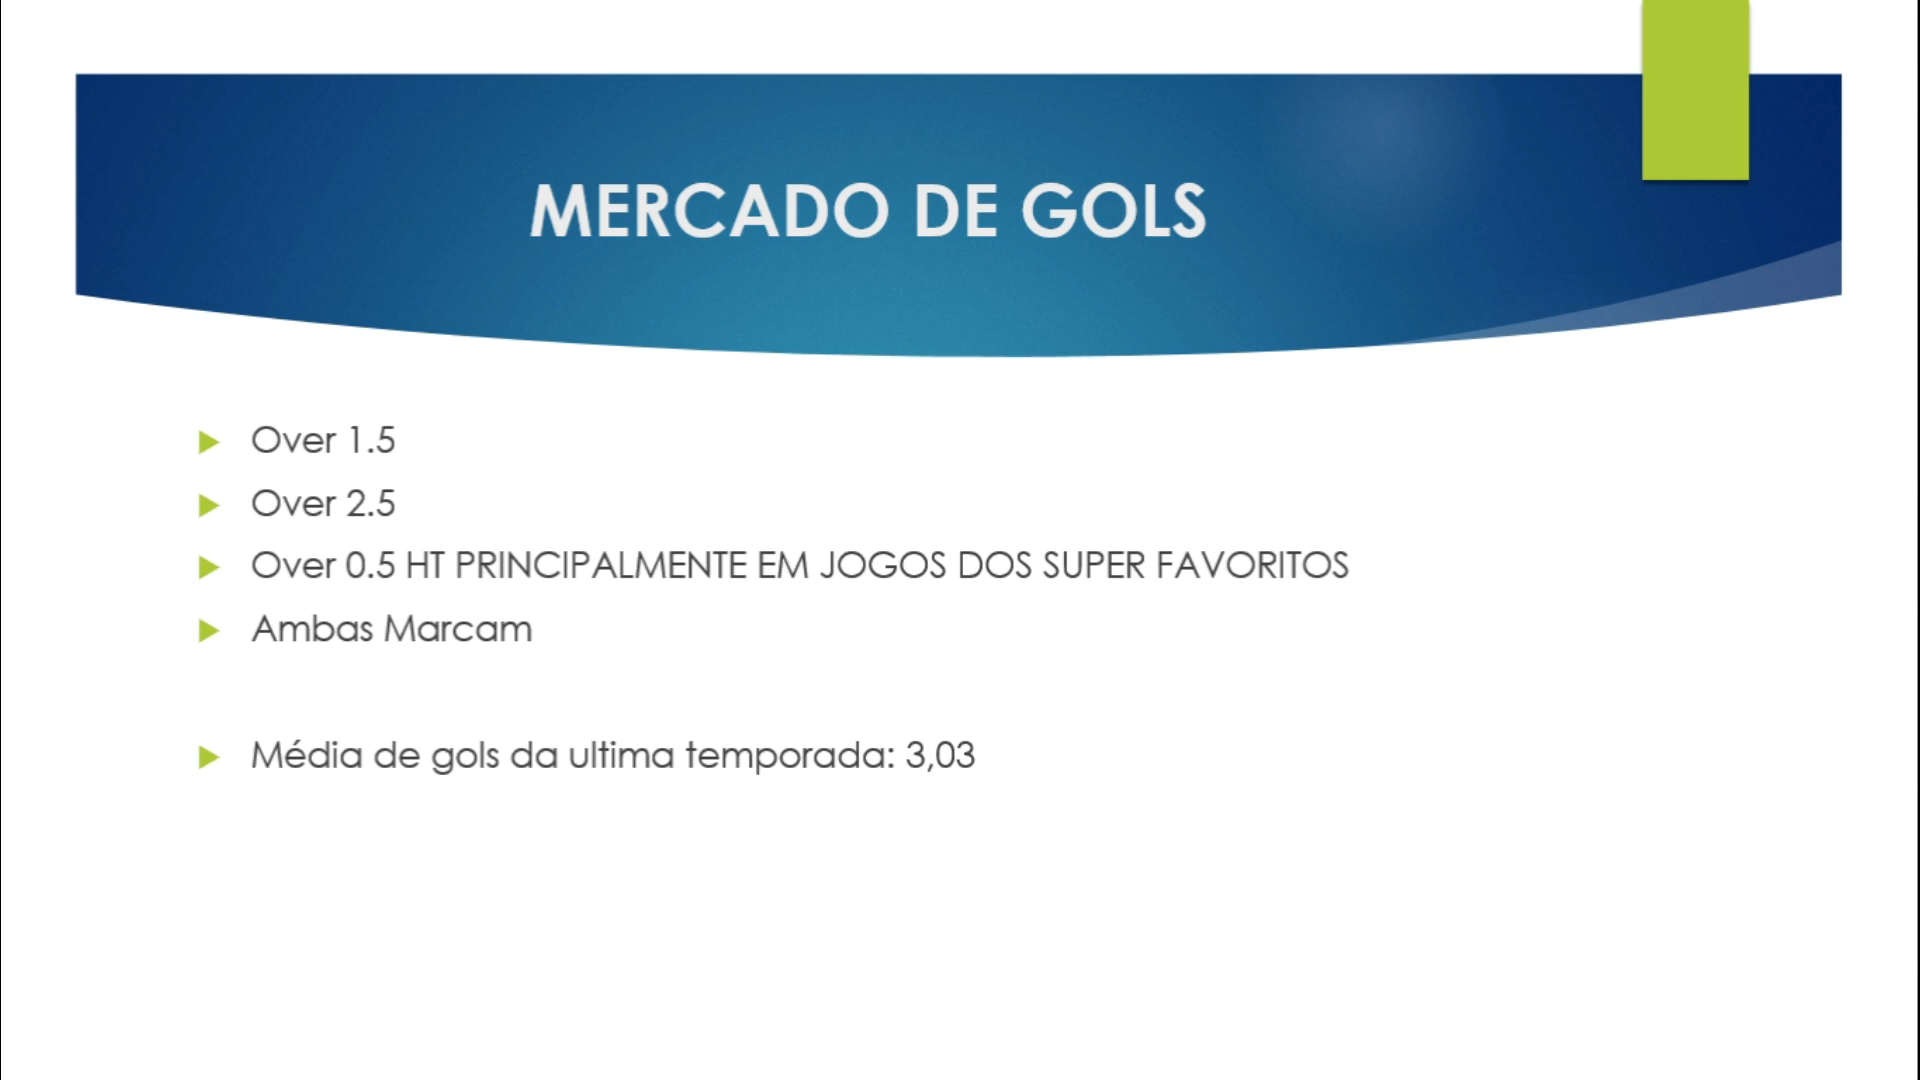 MERCADO DE GOLS
Over 1.5
Over 2.5
Over 0.5 HT PRINCIPALMENTE EM JOGOS DOS SUPER FAVORITOS
Ambas Marcam
Média de gols da ultima temporada: 3,03